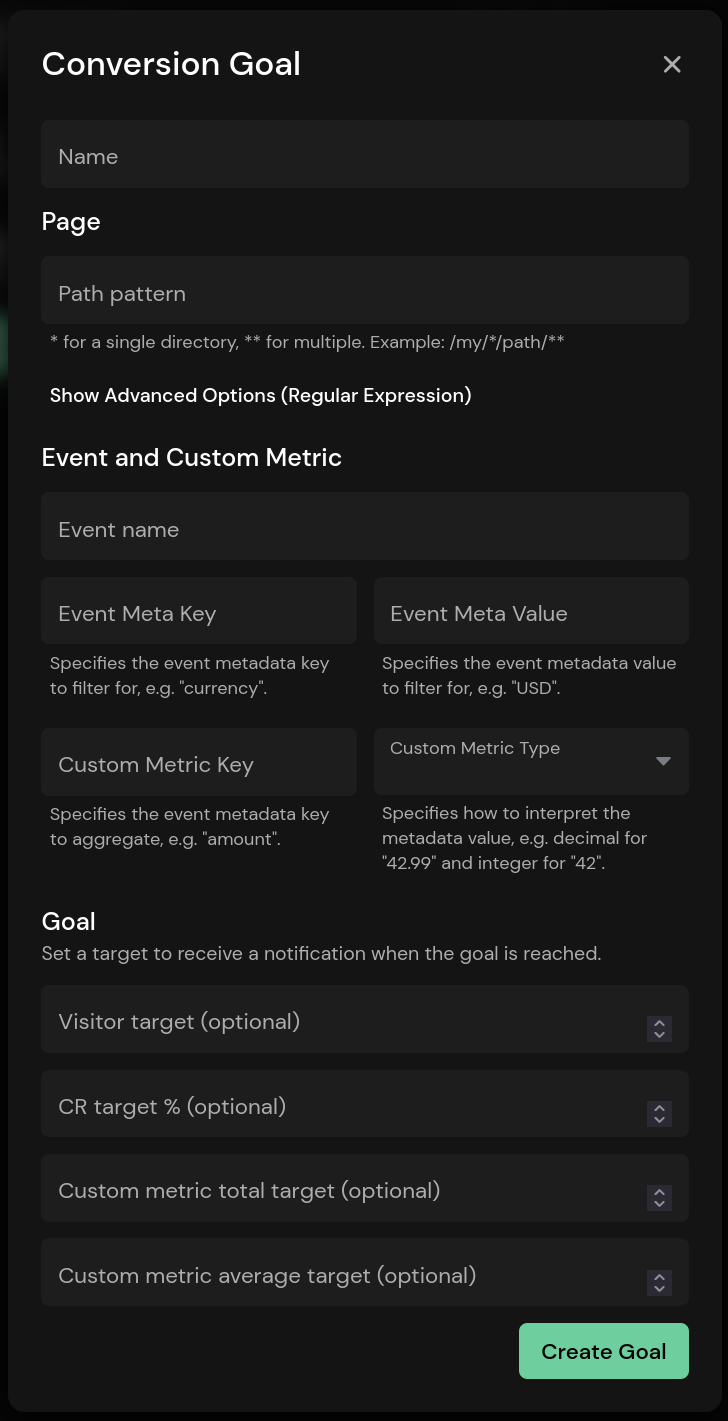 Conversion Goal
Name
Page
Path pattern
* for a single directory, ** for multiple. Example: /my/*/path/**
Show Advanced Options (Regular Expression)
Event and Custom Metric
Event name
Event Meta Key
Specifies the event metadata key
to filter for, e.g. "currency".
Event Meta Value
Specifies the event metadata value
to filter for, e.g. "USD".
Custom Metric Key
Specifies the event metadata key
to aggregate, e.g. "amount".
Custom Metric Type
Specifies how to interpret the
metadata value, e.g. decimal for
"42.99" and integer for "42".
Goal
Set a target to receive a notification when the goal is reached.
Visitor target (optional)
CR target % (optional)
Custom metric total target (optional)
Custom metric average target (optional)
Create Goal